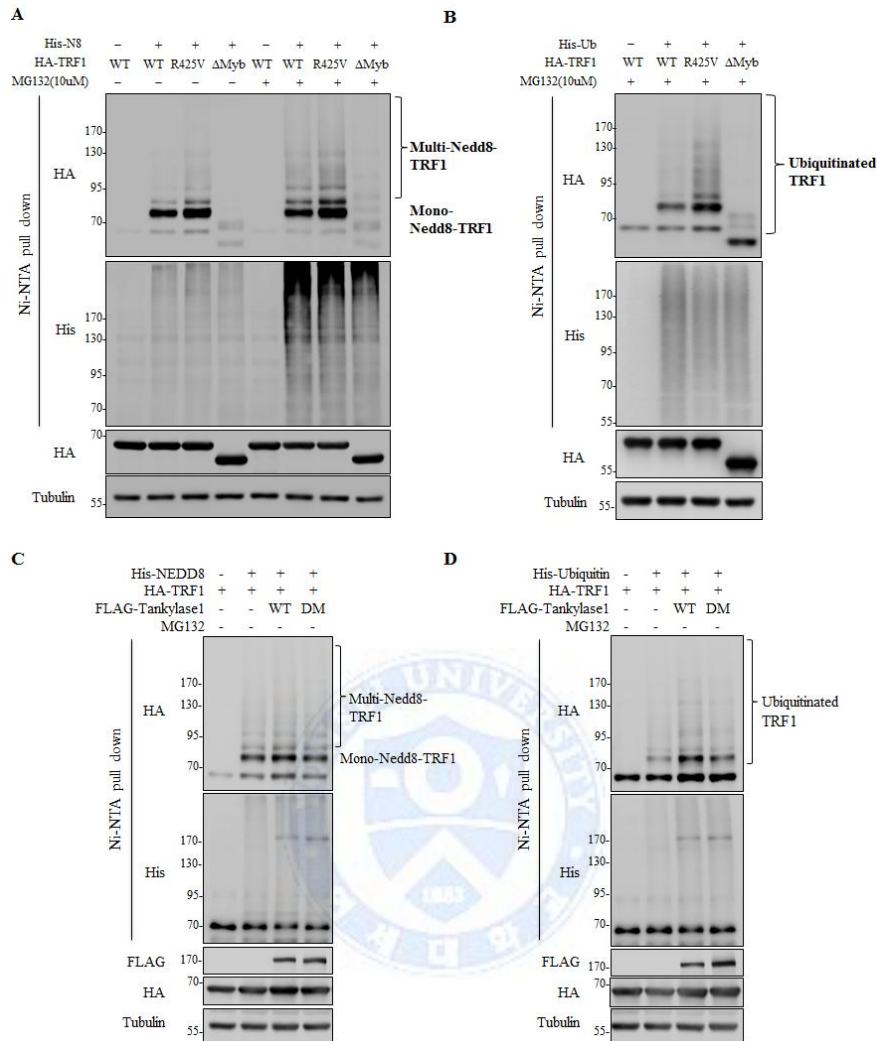 A
His-N8 – + + + – + + +
HA-TRF1 WT WT R425V ΔMyb WT WT R425V ΔMyb
MG132(10uM) – – – – + + + +
Ni-NTA pull down
HA
170
130
95
70
Multi-Nedd8-
TRF1
Mono-
Nedd8-TRF1
His
170
130
95
70
HA
70
Tubulin
55
B
His-Ub – + + +
HA-TRF1 WT WT R425V ΔMyb
MG132(10uM) + + + +
Ni-NTA pull down
HA
170
130
95
70
Ubiquitinated
TRF1
His
170
130
95
70
55
HA
55
Tubulin
55
C
His-NEDD8 - + + +
HA-TRF1 + + + +
FLAG-Tankylase1 - - WT DM
MG132 - - - -
Ni-NTA pull down
HA
170
130
95
70
Multi-Nedd8-
TRF1
Mono-Nedd8-TRF1
His
170
130
95
70
FLAG
170
HA
70
Tubulin
55
D
His-Ubiquitin - + + +
HA-TRF1 + + + +
FLAG-Tankylase1 - - WT DM
MG132 - - - -
Ni-NTA pull down
HA
170
130
95
70
Ubiquitinated
TRF1
His
170
130
95
70
FLAG
170
HA
70
Tubulin
55
UNIVERSITY
1885